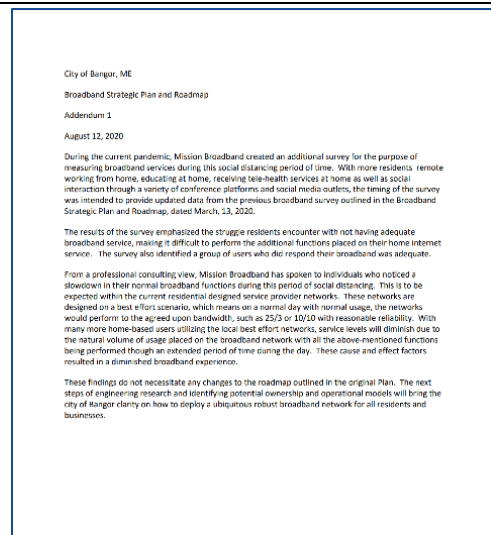 City of Bangor, ME
Broadband Strategic Plan and Roadmap
Addendum 1
August 12, 2020
During the current pandemic, Mission Broadband created an additional survey for the purpose of
measuring broadband services during this social distancing period of time.  With more residents  remote
working from home, educating at home, receiving tele-health services at home as well as social
interaction through a variety of conference platforms and social media outlets, the timing of the survey
was intended to provide updated data from the previous broadband survey outlined in the Broadband
Strategic Plan and Roadmap, dated March, 13, 2020.
The results of the survey emphasized the struggle residents encounter with not having adequate
broadband service, making it difficult to perform the additional functions placed on their home internet
service.  The survey also identified a group of users who did respond their broadband was adequate.
From a professional consulting view, Mission Broadband has spoken to individuals who noticed a
slowdown in their normal broadband functions during this period of social distancing.  This is to be
expected within the current residential designed service provider networks.  These networks are
designed on a best effort scenario, which means on a normal day with normal usage, the networks
would perform to the agreed upon bandwidth, such as 25/3 or 10/10 with reasonable reliability.  With
many more home-based users utilizing the local best effort networks, service levels will diminish due to
the natural volume of usage placed on the broadband network with all the above-mentioned functions
being performed though an extended period of time during the day.  These cause and effect factors
resulted in a diminished broadband experience.
These findings do not necessitate any changes to the roadmap outlined in the original Plan.  The next
steps of engineering research and identifying potential ownership and operational models will bring the
city of Bangor clarity on how to deploy a ubiquitous robust broadband network for all residents and
businesses.